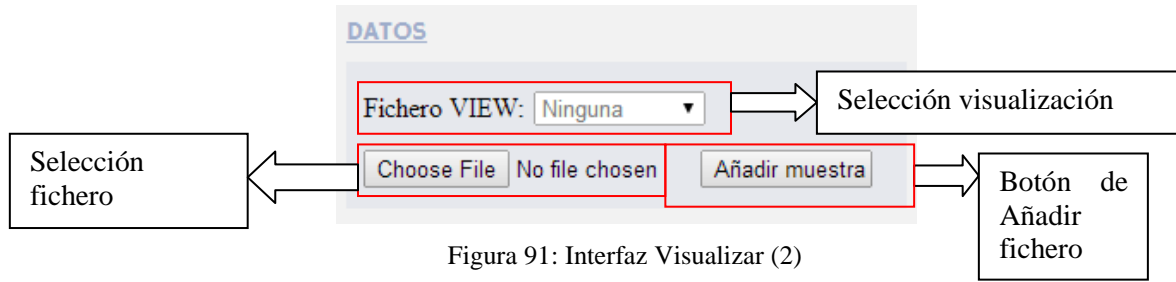 DATOS
Fichero VIEW: Ninguna
Selección visualización
Selección
fichero
Choose File No file chosen
Añadir muestra
Botón de
Añadir
fichero
Figura 91: Interfaz Visualizar (2)